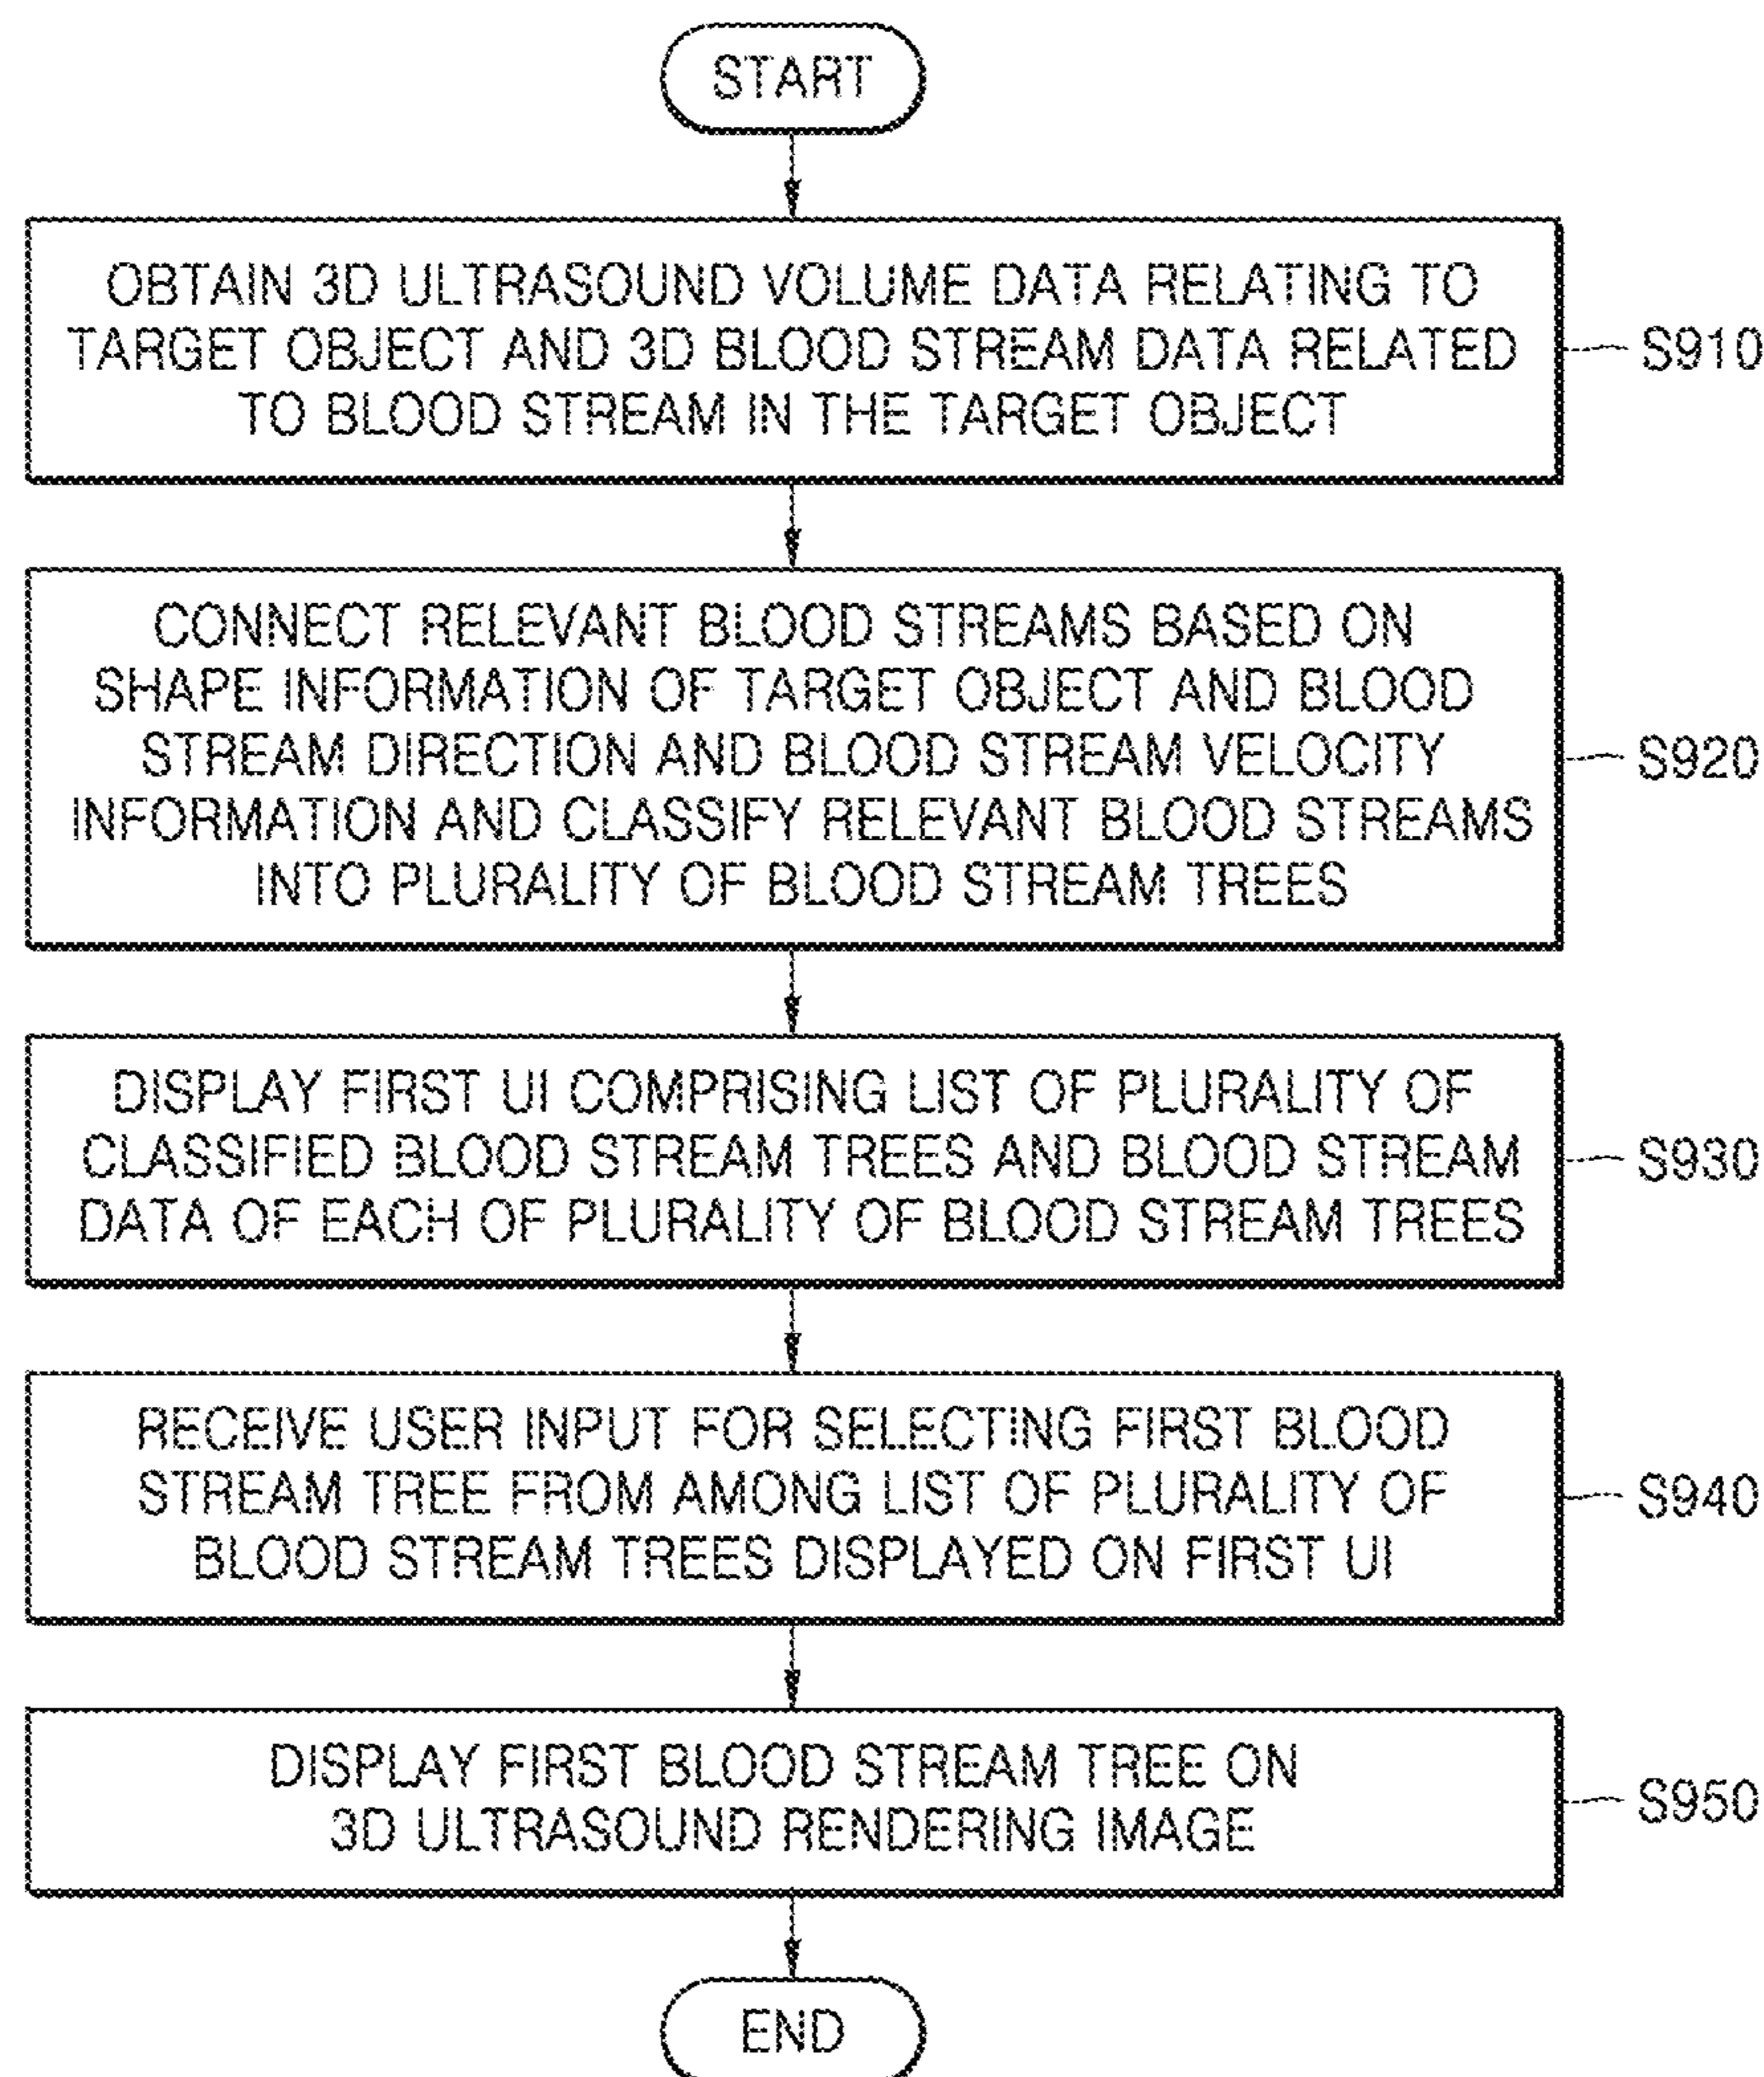 START
OBTAIN 3D ULTRASOUND VOLUME DATA RELATING TO
TARGET OBJECT AND 3D BLOOD STREAM DATA RELATED
TO BLOOD STREAM IN THE TARGET OBJECT
S910
CONNECT RELEVANT BLOOD STREAMS BASED ON
SHAPE INFORMATION OF TARGET OBJECT AND BLOOD
STREAM DIRECTION AND BLOOD STREAM VELOCITY
INFORMATION AND CLASSIFY RELEVANT BLOOD STREAMS
INTO PLURALITY OF BLOOD STREAM TREES
S920
DISPLAY FIRST UI COMPRISING LIST OF PLURALITY OF
CLASSIFIED BLOOD STREAM TREES AND BLOOD STREAM
DATA OF EACH OF PLURALITY OF BLOOD STREAM TREES
S930
RECEIVE USER INPUT FOR SELECTING FIRST BLOOD
STREAM TREE FROM AMONG LIST OF PLURALITY OF
BLOOD STREAM TREES DISPLAYED ON FIRST UI
S940
DISPLAY FIRST BLOOD STREAM TREE ON
3D ULTRASOUND RENDERING IMAGE
S950
END